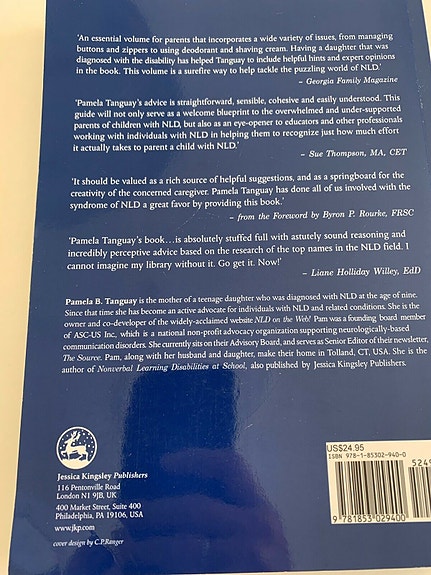 'An essential volume for parents that incorporates a wide variety of issues, from managing
buttons and zippers to using deodorant and shaving cream. Having a daughter that was
diagnosed with the disability has helped Tanguay to include helpful hints and expert opinions
in the book. This volume is a surefire way to help tackle the puzzling world of NLD.'
– Georgia Family Magazine
'Pamela Tanguay's advice is straightforward, sensible, cohesive and easily understood. This
guide will not only serve as a welcome blueprint to the overwhelmed and under-supported
parents of children with NLD, but also as an eye-opener to educators and other professionals
working with individuals with NLD in helping them to recognize just how much effort
it actually takes to parent a child with NLD.'
– Sue Thompson, MA, CET
'It should be valued as a rich source of helpful suggestions, and as a springboard for the
creativity of the concerned caregiver. Pamela Tanguay has done all of us involved with the
syndrome of NLD a great favor by providing this book.'
– from the Foreword by Byron P. Rourke, FRSC
'Pamela Tanguay's book…is absolutely stuffed full with astutely sound reasoning and
incredibly perceptive advice based on the research of the top names in the NLD field. I
cannot imagine my library without it. Go get it. Now!'
– Liane Holliday Willey, EdD
Pamela B. Tanguay is the mother of a teenage daughter who was diagnosed with NLD at the age of nine.
Since that time she has become an active advocate for individuals with NLD and related conditions. She is the
owner and co-developer of the widely-acclaimed website NLD on the Web! Pam was a founding board member
of ASC-US Inc, which is a national non-profit advocacy organization supporting neurologically-based
communication disorders. She currently sits on their Advisory Board, and serves as Senior Editor of their newsletter,
The Source. Pam, along with her husband and daughter, make their home in Tolland, CT, USA. She is the
author of Nonverbal Learning Disabilities at School, also published by Jessica Kingsley Publishers.
Jessica Kingsley Publishers
116 Pentonville Road
London N1 9JB, UK
400 Market Street, Suite 400
Philadelphia, PA 19106, USA
www.jkp.com
cover design by C.P.Ranger
US$24.95
ISBN 978-1-85302-940-0
9 781853 029400